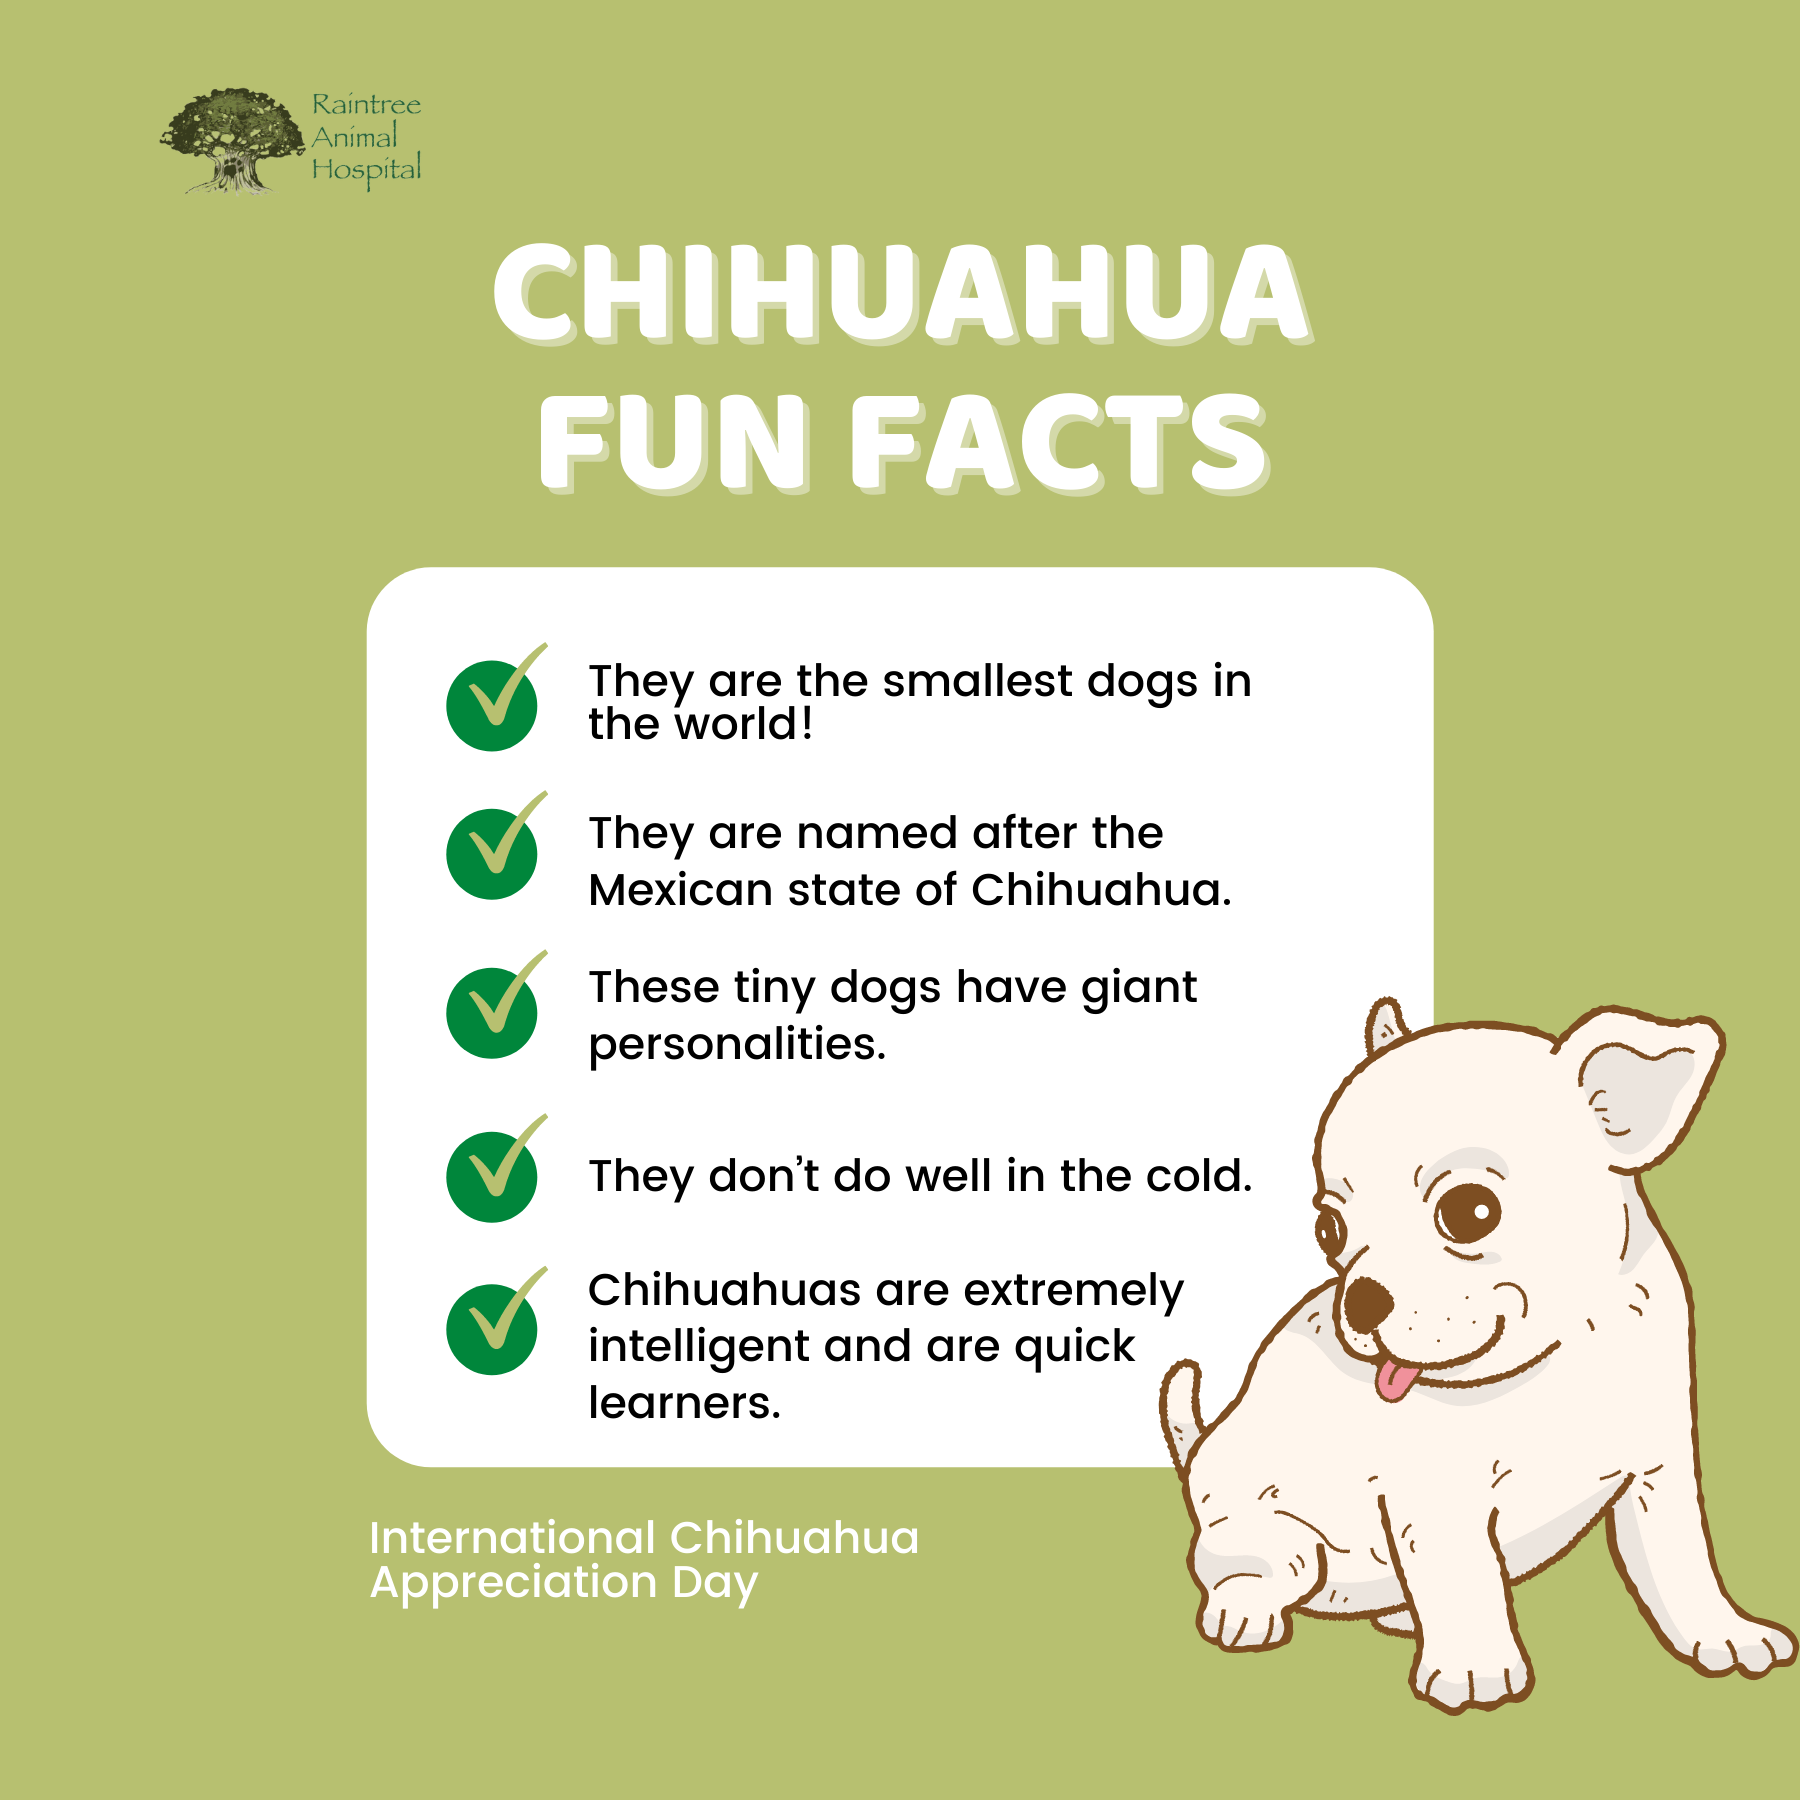 Raintree
Animal
Hospital
CHIHUAHUA
FUN FACTS
They are the smallest dogs in
the world!
They are named after the
Mexican state of Chihuahua.
These tiny dogs have giant
personalities.
They don’t do well in the cold.
Chihuahuas are extremely
intelligent and are quick
learners.
International Chihuahua
Appreciation Day